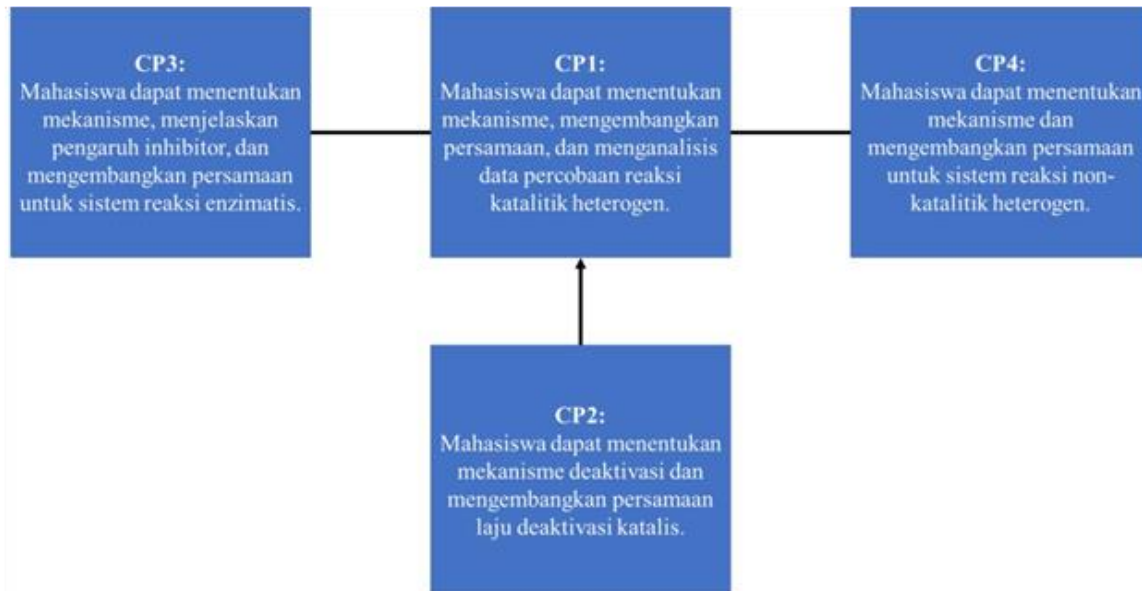 CP3:
Mahasiswa dapat menentukan
mekanisme, menjelaskan
pengaruh inhibitor, dan
mengembangkan persamaan
untuk sistem reaksi enzimatis.
CP1:
Mahasiswa dapat menentukan
mekanisme, mengembangkan
persamaan, dan menganalisis
data percobaan reaksi
katalitik heterogen.
CP4:
Mahasiswa dapat menentukan
mekanisme dan
mengembangkan persamaan
untuk sistem reaksi non-
katalitik heterogen.
CP2:
Mahasiswa dapat menentukan
mekanisme deaktivasi dan
mengembangkan persamaan
laju deaktivasi katalis.